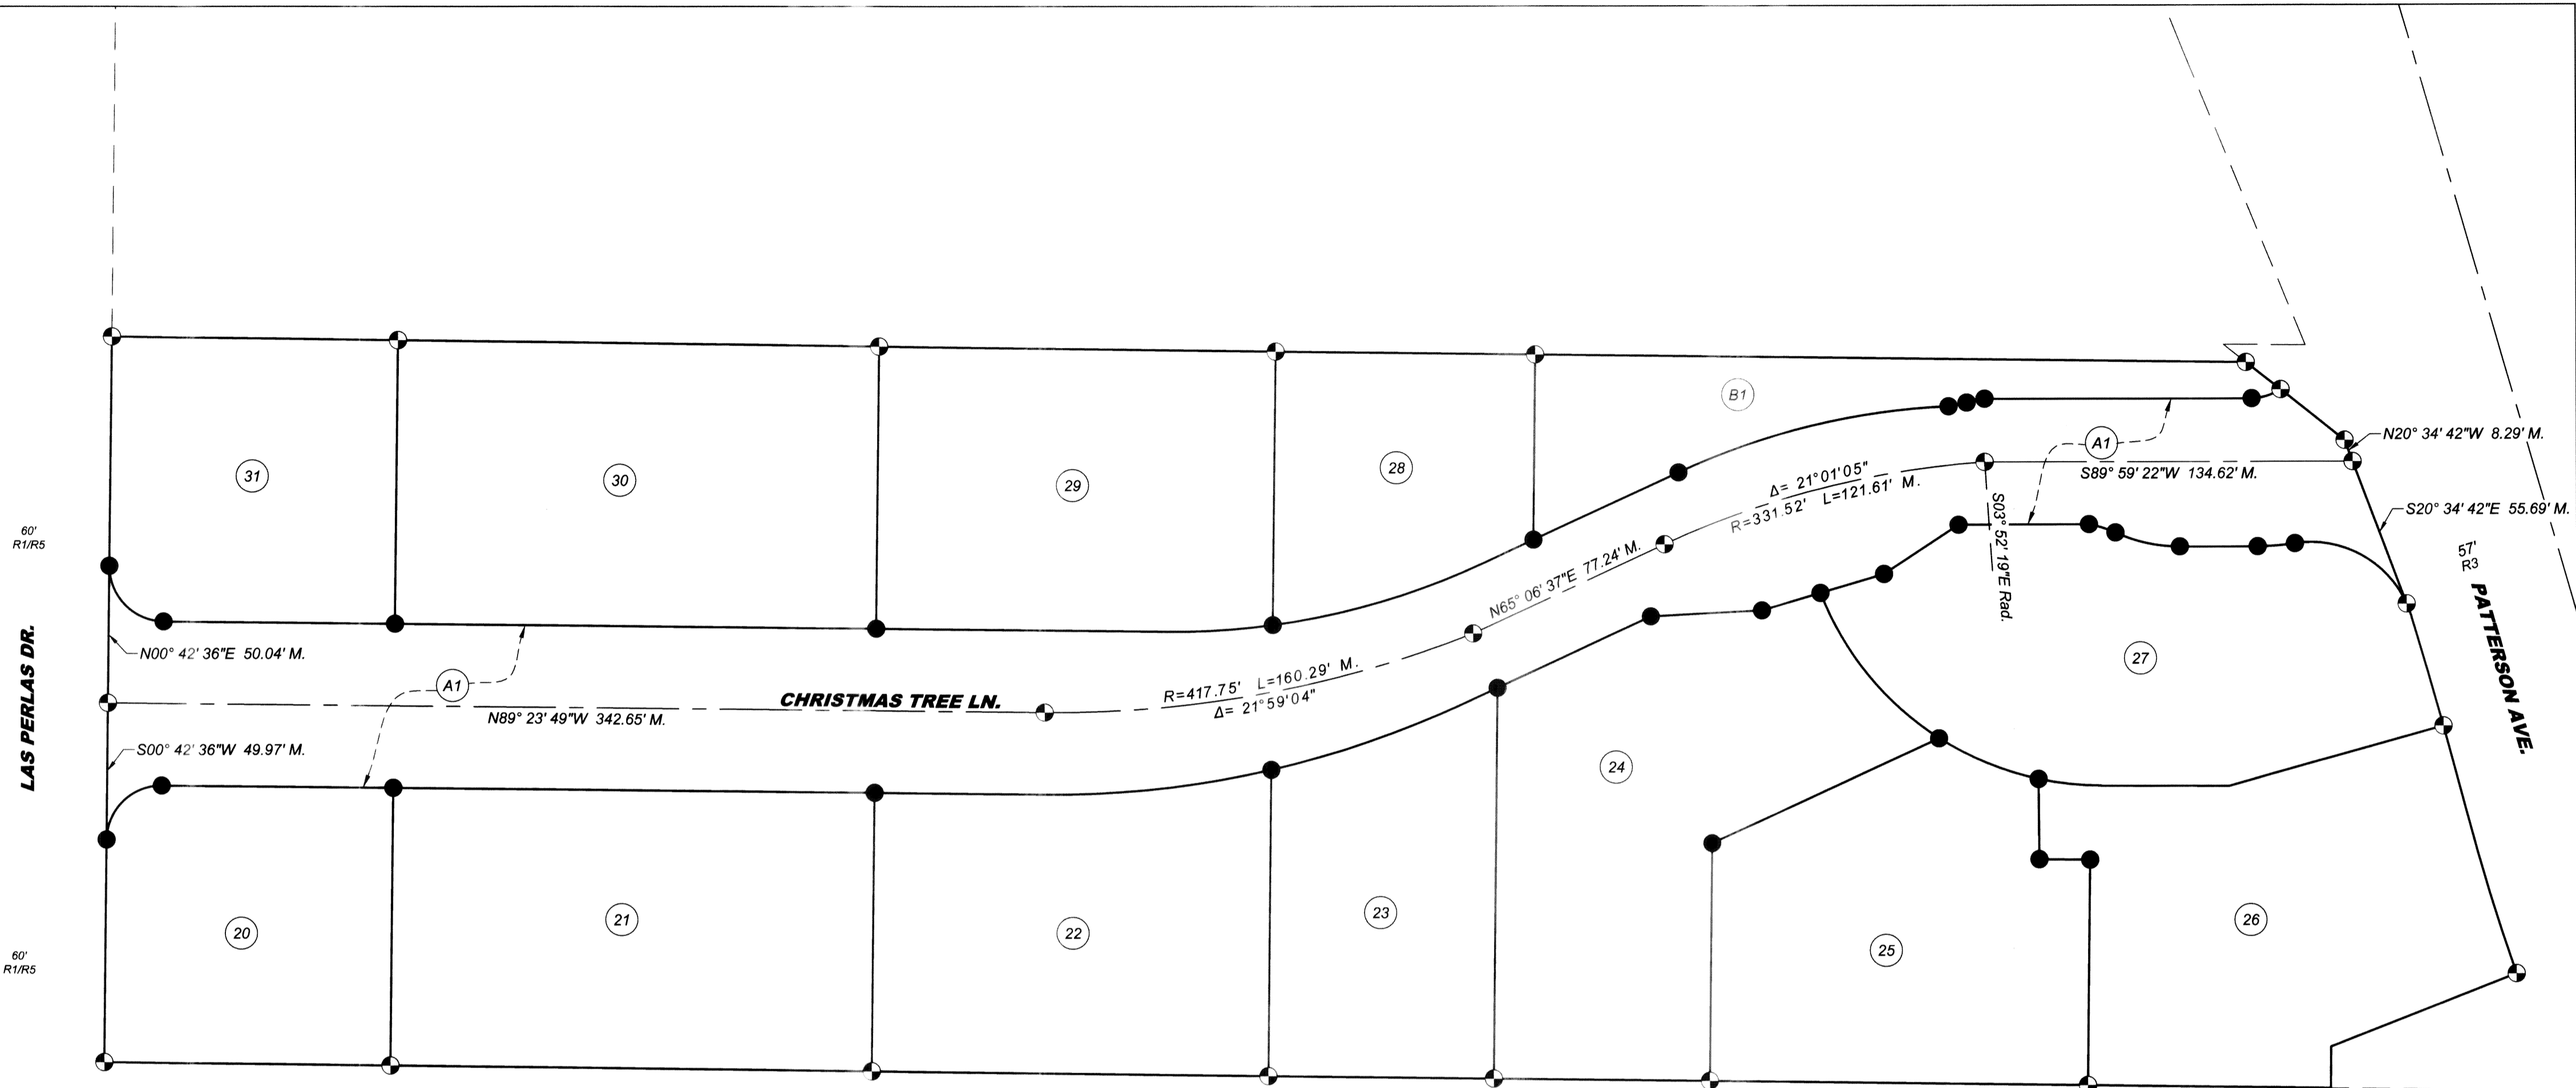 B1
N20° 34' 42"W 8.29' M.
A1
S89° 59' 22"W 134.62' M.
28
31
30
29
Δ= 21°01'05"
R=331.52' L=121.61' M.
S03° 52' 19"E Rad.
S20° 34' 42"E 55.69' M.
60'
R1/R5
57'
R3
N65° 06' 37"E 77.24' M.
PATTERSON AVE.
LAS PERLAS DR.
N00° 42' 36"E 50.04' M.
27
A1
R=417.75' L=160.29' M.
Δ= 21°59'04"
CHRISTMAS TREE LN.
N89° 23' 49"W 342.65' M.
S00° 42' 36"W 49.97' M.
24
23
21
20
22
26
25
60'
R1/R5